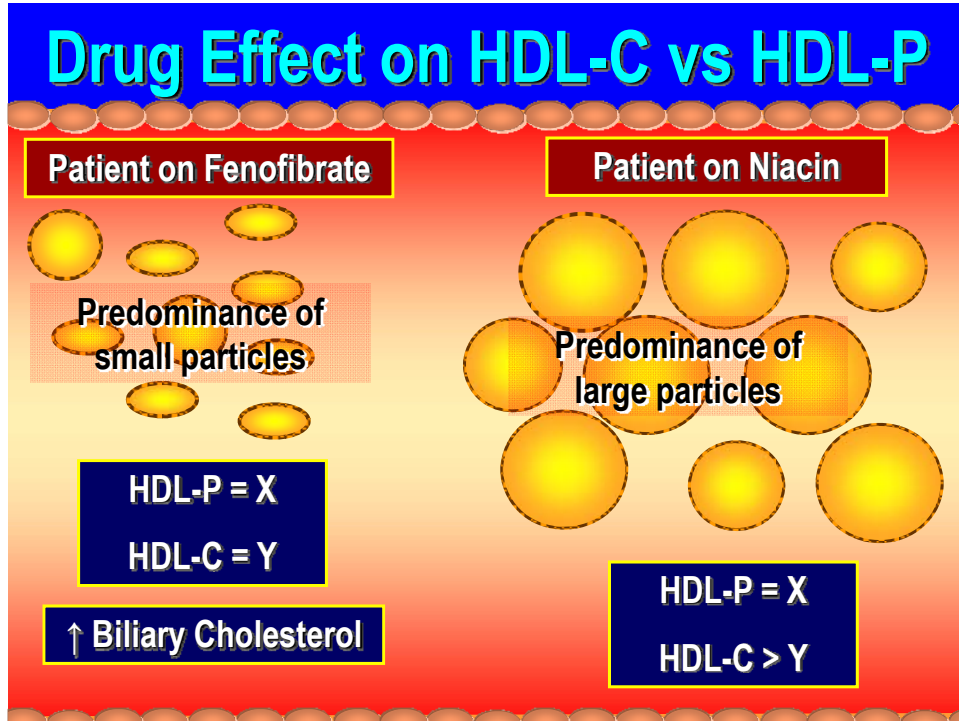 Drug Effect on HDL-C vs HDL-P
Patient on Fenofibrate
Predominance of
small particles
HDL-P = X
HDL-C = Y
↑ Biliary Cholesterol
Patient on Niacin
Predominance of
large particles
HDL-P = X
HDL-C > Y